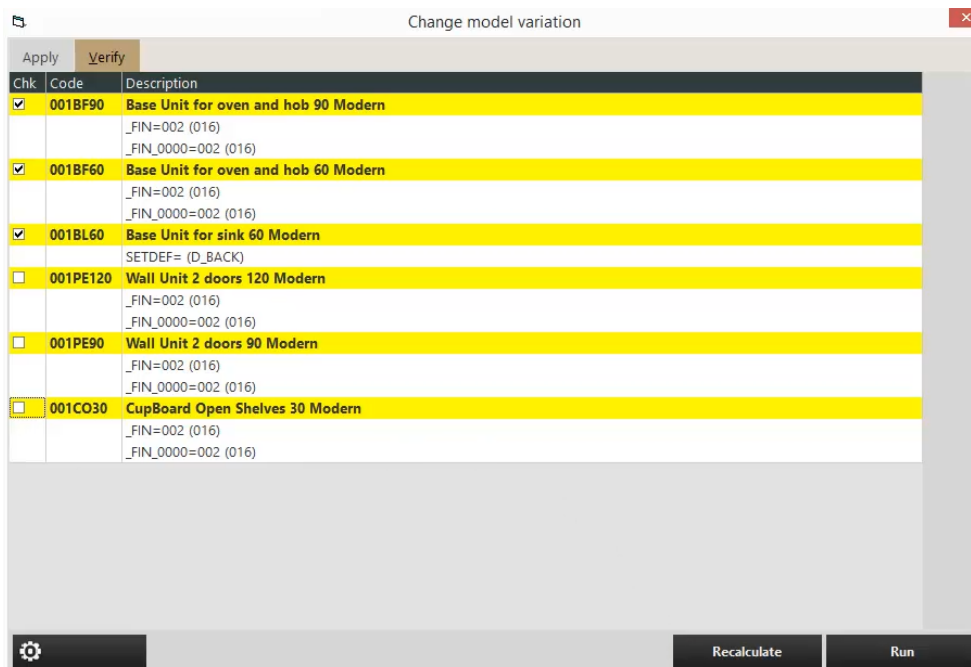 Change model variation
Apply Verify
Chk Code Description
001BF90 Base Unit for oven and hob 90 Modern
_FIN=002 (016)
_FIN_0000=002 (016)
001BF60 Base Unit for oven and hob 60 Modern
_FIN=002 (016)
_FIN_0000=002 (016)
001BL60 Base Unit for sink 60 Modern
SETDEF= (D_BACK)
001PE120 Wall Unit 2 doors 120 Modern
_FIN=002 (016)
_FIN_0000=002 (016)
001PE90 Wall Unit 2 doors 90 Modern
_FIN=002 (016)
_FIN_0000=002 (016)
001CO30 CupBoard Open Shelves 30 Modern
_FIN=002 (016)
_FIN_0000=002 (016)
Recalculate Run